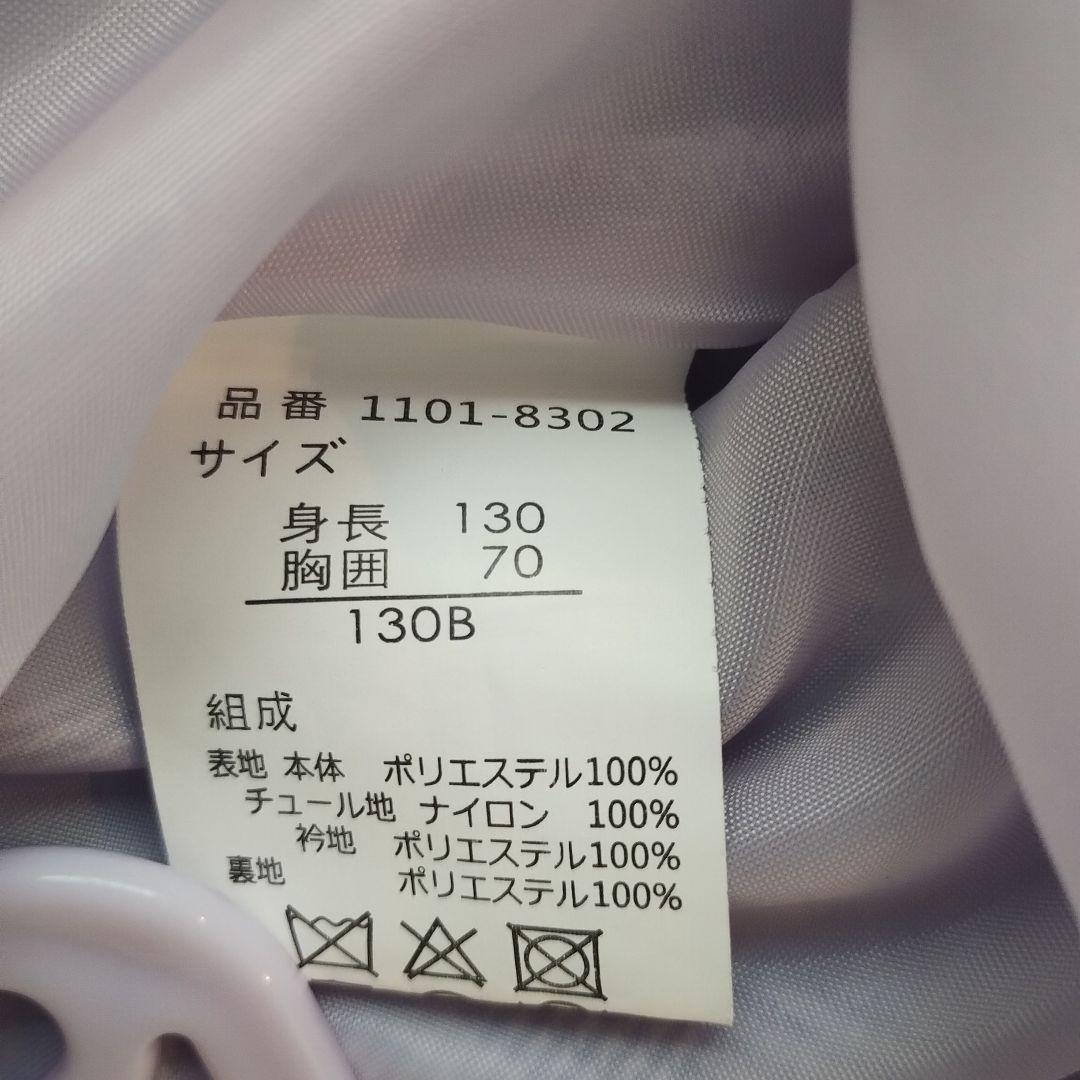 品番 1101-8302
サイズ
身長 130
胸囲 70
130B
組成
表地 本体 ポリエステル100%
チュール地 ナイロン 100%
衿地 ポリエステル100%
裏地 ポリエステル100%